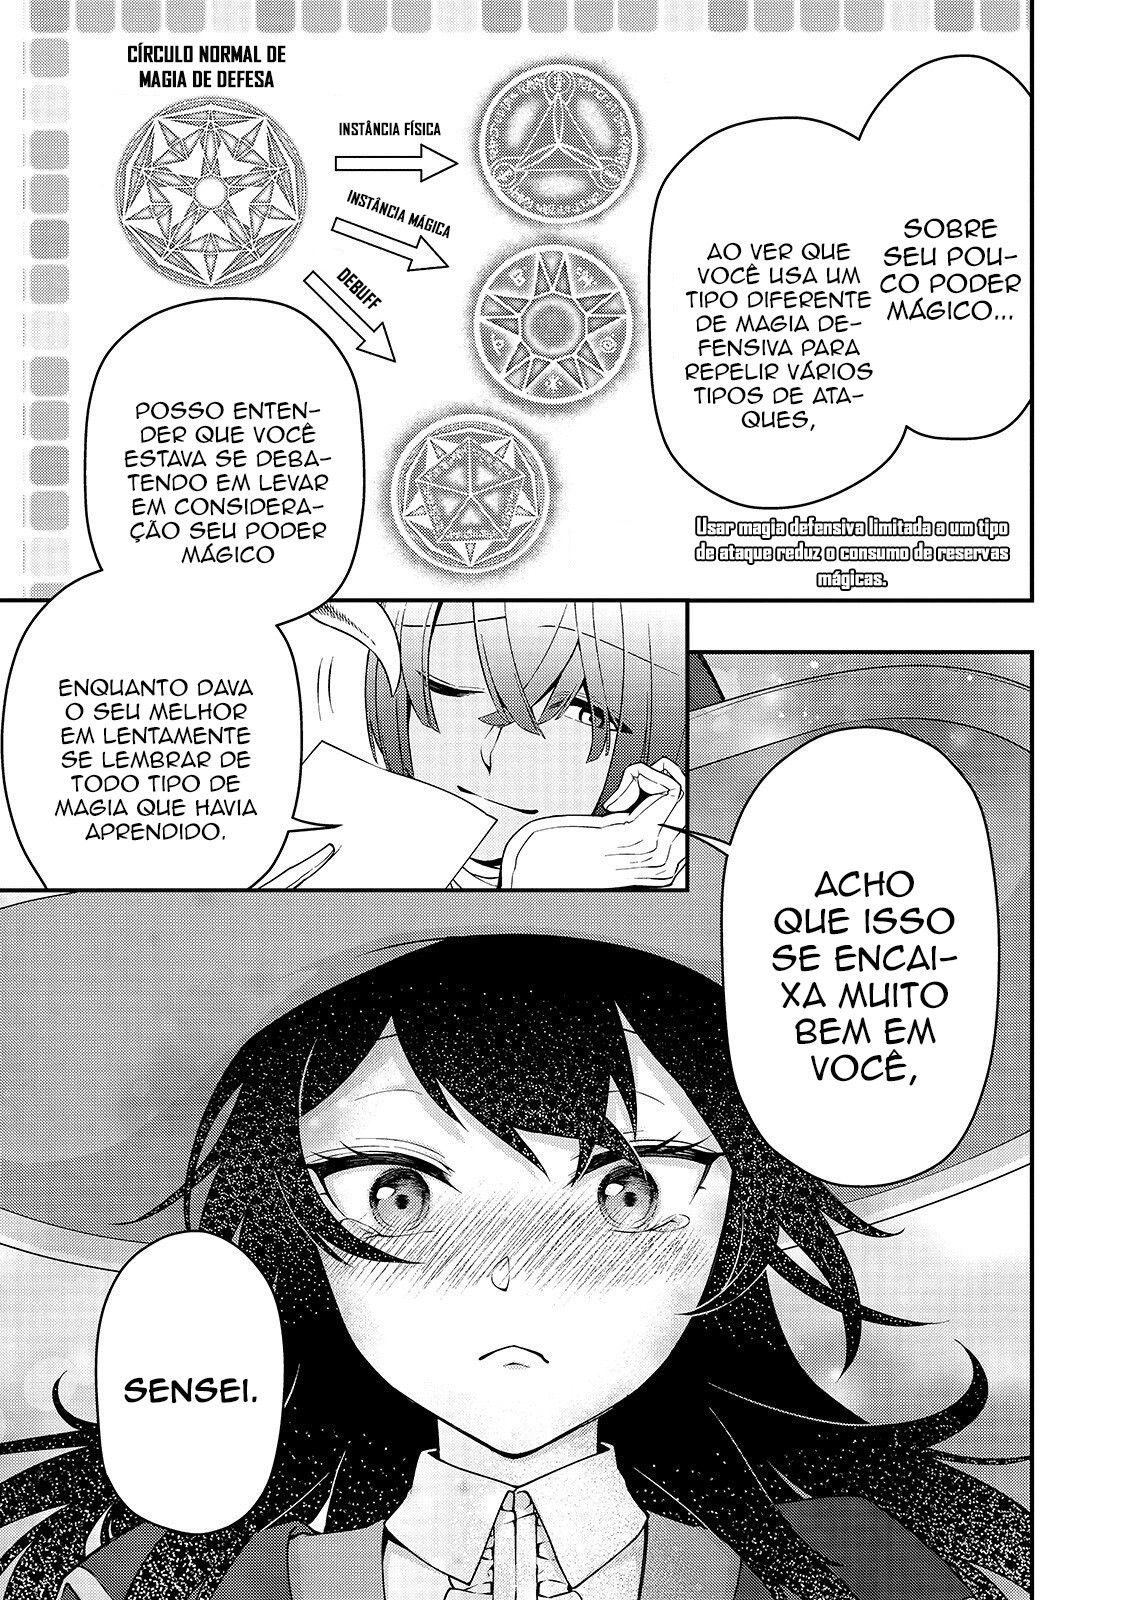 SOBRE
SEU POU-
CO PODER
MÁGICO...
AO VER QUE
VOCÊ USA UM
TIPO DIFERENTE
DE MAGIA DE-
FENSIVA PARA
REPELIR VÁRIOS
TIPOS DE ATA-
QUES,
CÍRCULO NORMAL DE
MAGIA DE DEFESA
INSTÂNCIA FÍSICA
INSTÂNCIA MÁGICA
DEBUFF
Usar magia defensiva limitada a um tipo
de ataque reduz o consumo de reservas
mágicas.
POSSO ENTEN-
DER QUE VOCÊ
ESTAVA SE DEBA-
TENDO EM LEVAR
EM CONSIDERA-
ÇÃO SEU PODER
MÁGICO
ENQUANTO DAVA
O SEU MELHOR
EM LENTAMENTE
SE LEMBRAR DE
TODO TIPO DE
MAGIA QUE HAVIA
APRENDIDO.
ACHO
QUE ISSO
SE ENCAI-
XA MUITO
BEM EM
VOCÊ,
SENSEI.